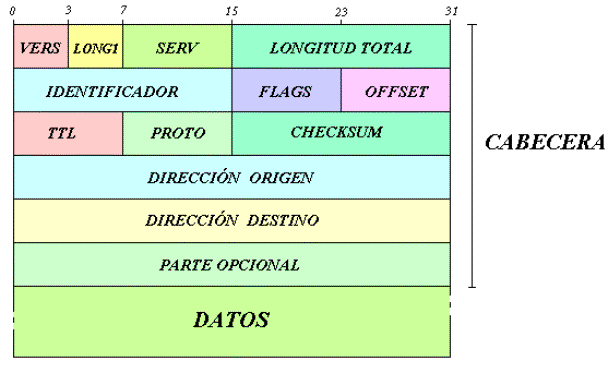 0 3 7 15 23 31
VERS LONG1 SERV LONGITUD TOTAL
IDENTIFICADOR FLAGS OFFSET
TTL PROTO CHECKSUM
CABECERA
DIRECCIÓN ORIGEN
DIRECCIÓN DESTINO
PARTE OPCIONAL
DATOS